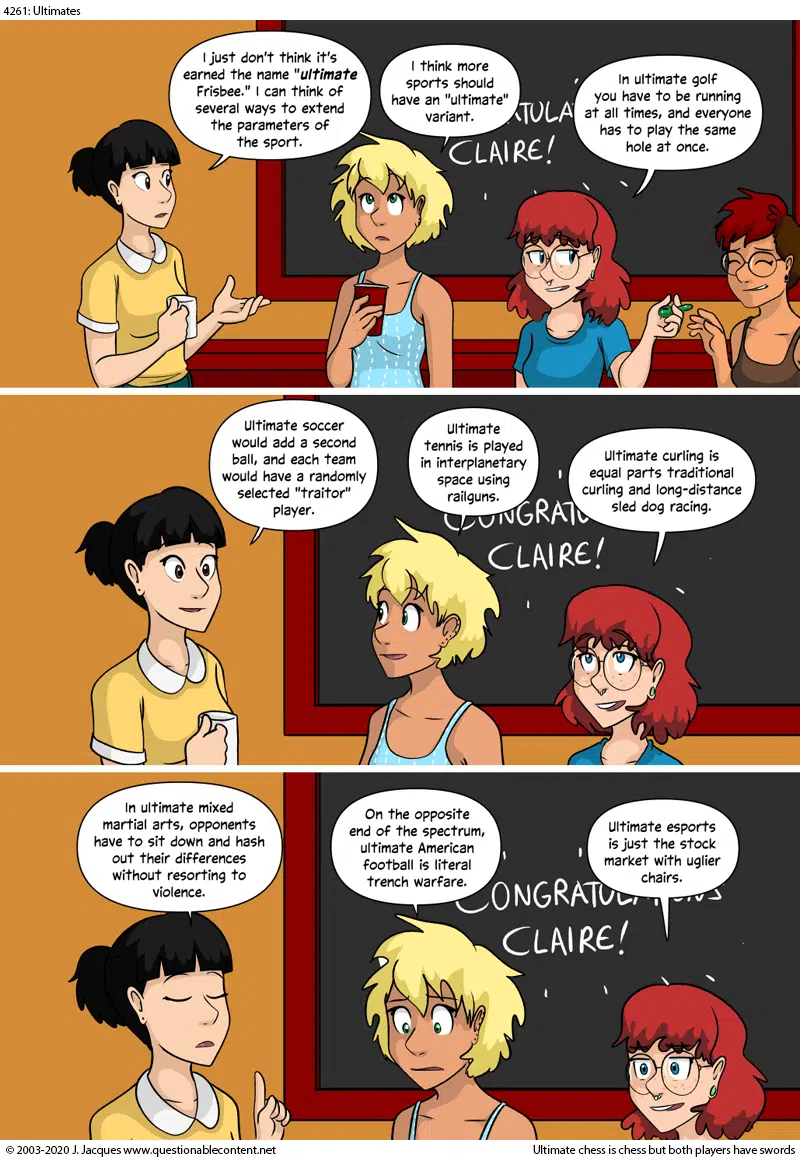 4261: Ultimates
I just don't think it's
earned the name "ultimate
Frisbee." I can think of
several ways to extend
the parameters of
the sport.
I think more
sports should
have an "ultimate"
variant.
In ultimate golf
you have to be running
at all times, and everyone
has to play the same
hole at once.
TULA
CLAIRE!
Ultimate soccer
would add a second
ball, and each team
would have a randomly
selected "traitor"
player.
Ultimate
tennis is played
in interplanetary
space using
railguns.
Ultimate curling is
equal parts traditional
curling and long-distance
sled dog racing.
CONGRATU
CLAIRE!
In ultimate mixed
martial arts, opponents
have to sit down and hash
out their differences
without resorting to
violence.
On the opposite
end of the spectrum,
ultimate American
football is literal
trench warfare.
Ultimate esports
is just the stock
market with uglier
chairs.
CONGRATULATIONS
CLAIRE!
© 2003-2020 J. Jacques www.questionablecontent.net
Ultimate chess is chess but both players have swords